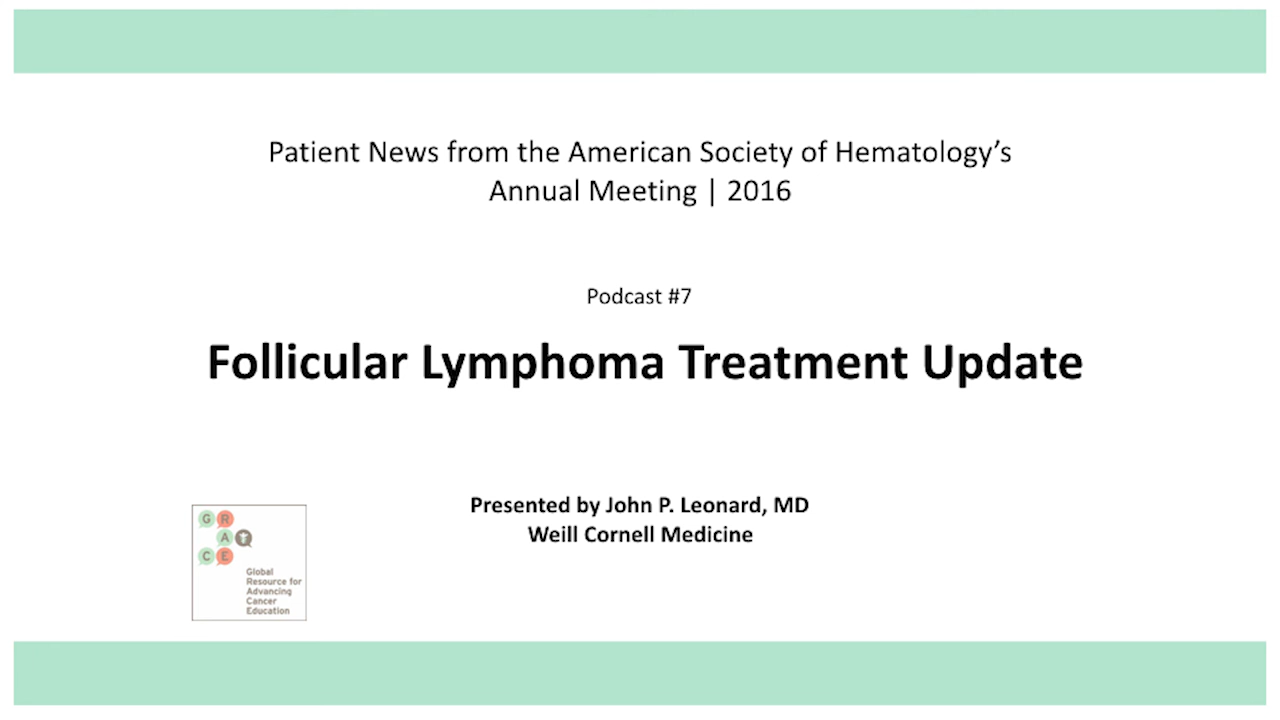 Patient News from the American Society of Hematology’s
Annual Meeting | 2016
Podcast #7
Follicular Lymphoma Treatment Update
Presented by John P. Leonard, MD
Weill Cornell Medicine
G R
A
C E
Global
Resource for
Advancing
Cancer
Education